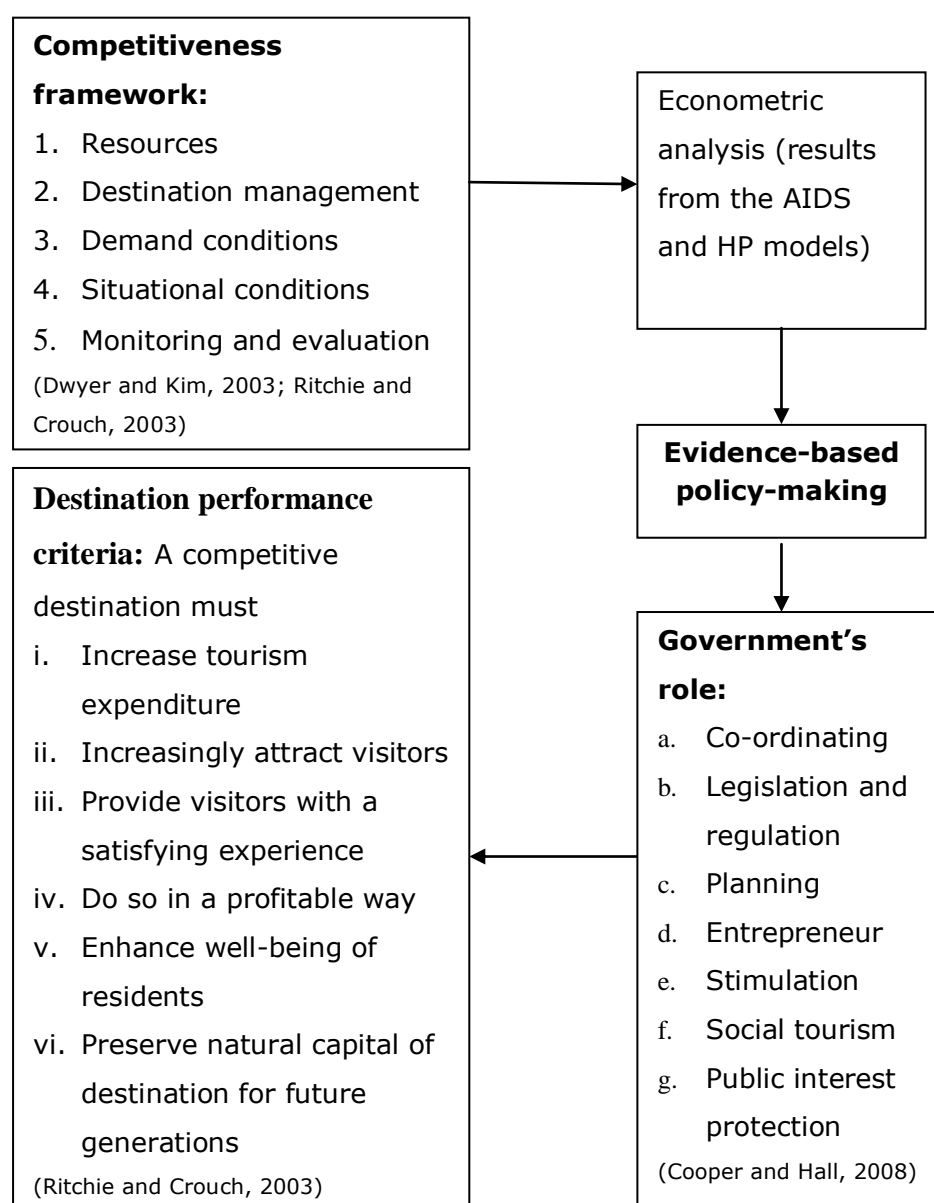 Competitiveness
framework:
1. Resources
2. Destination management
3. Demand conditions
4. Situational conditions
5. Monitoring and evaluation
(Dwyer and Kim, 2003; Ritchie and
Crouch, 2003)
Econometric
analysis (results
from the AIDS
and HP models)
Evidence-based
policy-making
Government’s
role:
a. Co-ordinating
b. Legislation and
regulation
c. Planning
d. Entrepreneur
e. Stimulation
f. Social tourism
g. Public interest
protection
(Cooper and Hall, 2008)
Destination performance
criteria: A competitive
destination must
i. Increase tourism
expenditure
ii. Increasingly attract visitors
iii. Provide visitors with a
satisfying experience
iv. Do so in a profitable way
v. Enhance well-being of
residents
vi. Preserve natural capital of
destination for future
generations
(Ritchie and Crouch, 2003)